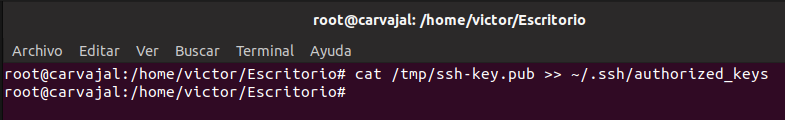 root@carvajal: /home/victor/Escritorio
Archivo Editar Ver Buscar Terminal Ayuda
root@carvajal:/home/victor/Escritorio# cat /tmp/ssh-key.pub >> ~/.ssh/authorized_keys
root@carvajal:/home/victor/Escritorio#